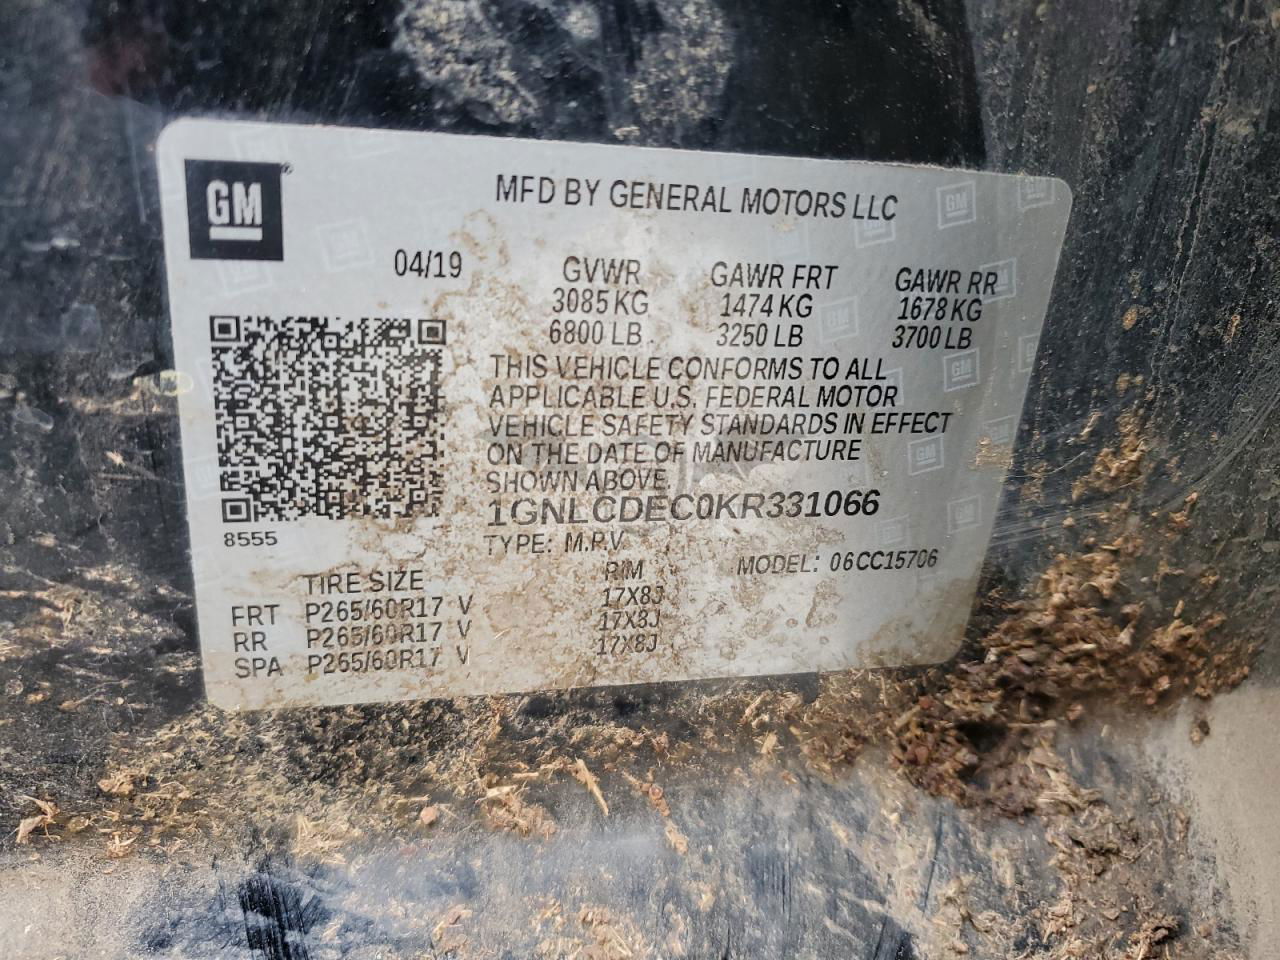 GM
MFD BY GENERAL MOTORS LLC
04/19
GVWR GAWR FRT GAWR RR
3085 KG 1474 KG 1678 KG
6800 LB 3250 LB 3700 LB
THIS VEHICLE CONFORMS TO ALL
APPLICABLE U.S. FEDERAL MOTOR
VEHICLE SAFETY STANDARDS IN EFFECT
ON THE DATE OF MANUFACTURE
SHOWN ABOVE.
1GNLCDEC0KR331066
8555
TYPE: M.P.V MODEL: 06CC15706
TIRE SIZE RIM
FRT P265/60R17 V 17X8J
RR P265/60R17 V 17X8J
SPA P265/60R17 V 17X8J